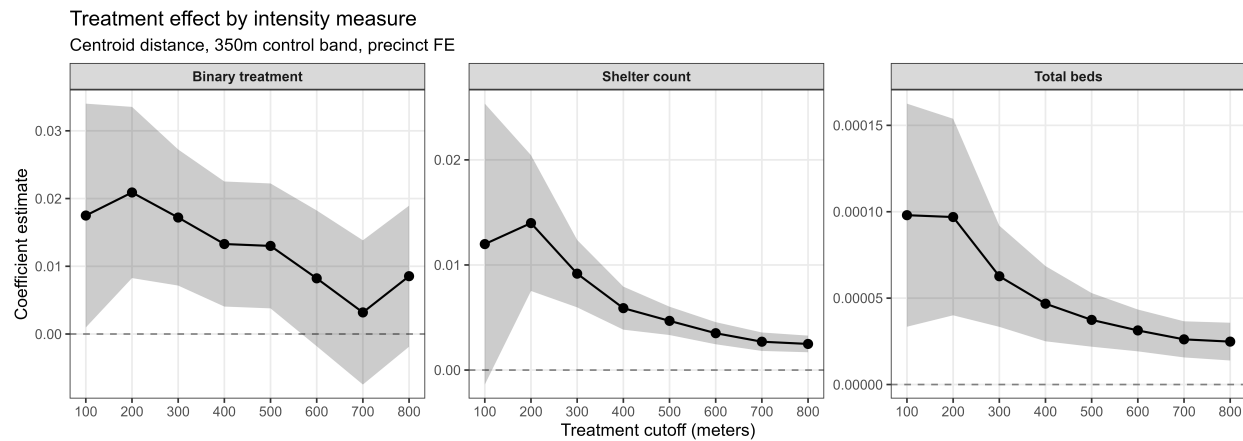 Treatment effect by intensity measure
Centroid distance, 350m control band, precinct FE
Binary treatment
Shelter count
Total beds
Coefficient estimate
0.03
0.02
0.01
0.00
0.02
0.01
0.00
0.00015
0.00010
0.00005
0.00000
100 200 300 400 500 600 700 800
100 200 300 400 500 600 700 800
100 200 300 400 500 600 700 800
Treatment cutoff (meters)